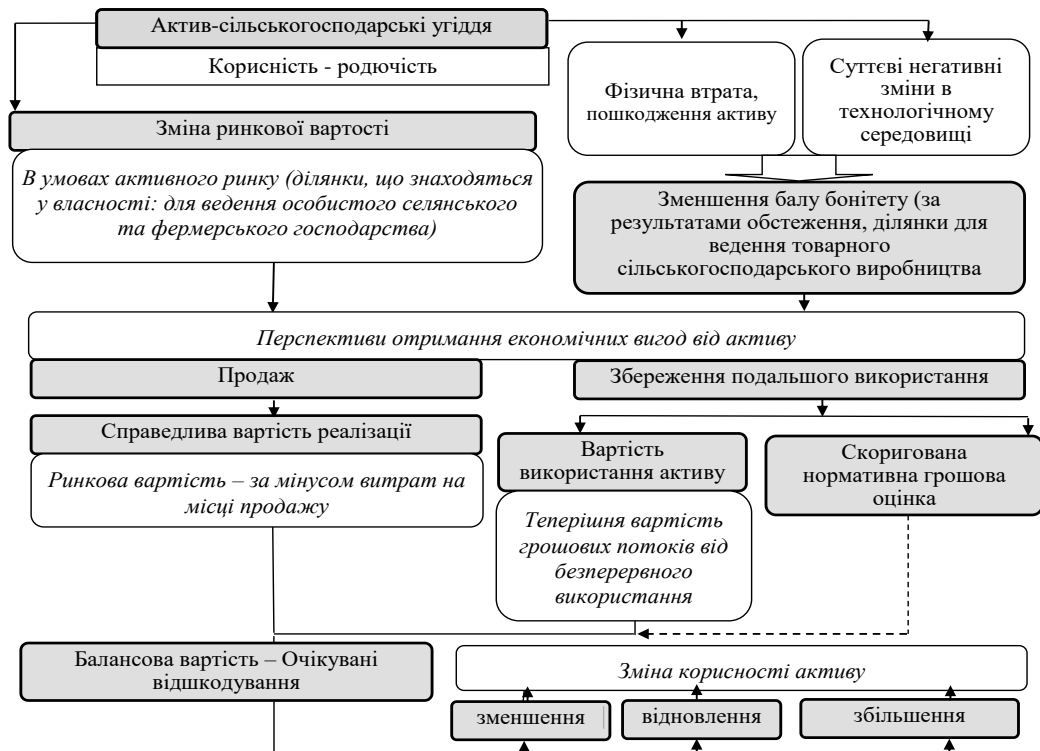 Актив-сільськогосподарські угіддя
Корисність - родючість
Фізична втрата,
пошкодження активу
Суттєві негативні
зміни в
технологічному
середовищі
Зміна ринкової вартості
В умовах активного ринку (ділянки, що знаходяться
у власності: для ведення особистого селянського
та фермерського господарства)
Зменшення балу бонітету (за
результатами обстеження, ділянки для
ведення товарного
сільськогосподарського виробництва
Перспективи отримання економічних вигод від активу
Продаж
Збереження подальшого використання
Справедлива вартість реалізації
Ринкова вартість – за мінусом витрат на
місці продажу
Вартість
використання активу
Теперішня вартість
грошових потоків від
безперервного
використання
Скоригована
нормативна грошова
оцінка
Балансова вартість – Очікувані
відшкодування
Зміна корисності активу
зменшення
відновлення
збільшення